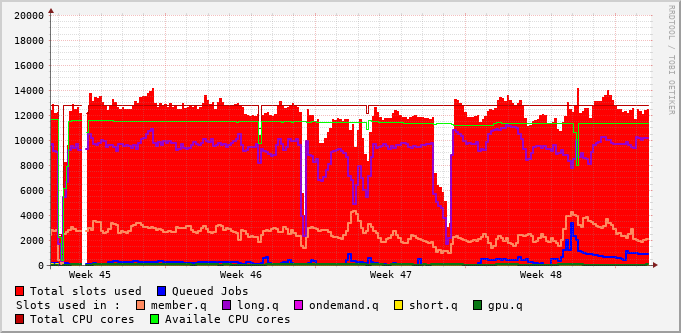 20000
18000
16000
14000
12000
10000
8000
6000
4000
2000
0
Week 45 Week 46 Week 47 Week 48
Total slots used Queued Jobs
Slots used in : member.q long.q ondemand.q short.q gpu.q
Total CPU cores Availale CPU cores
RRDTOOL / TOBI OETIKER